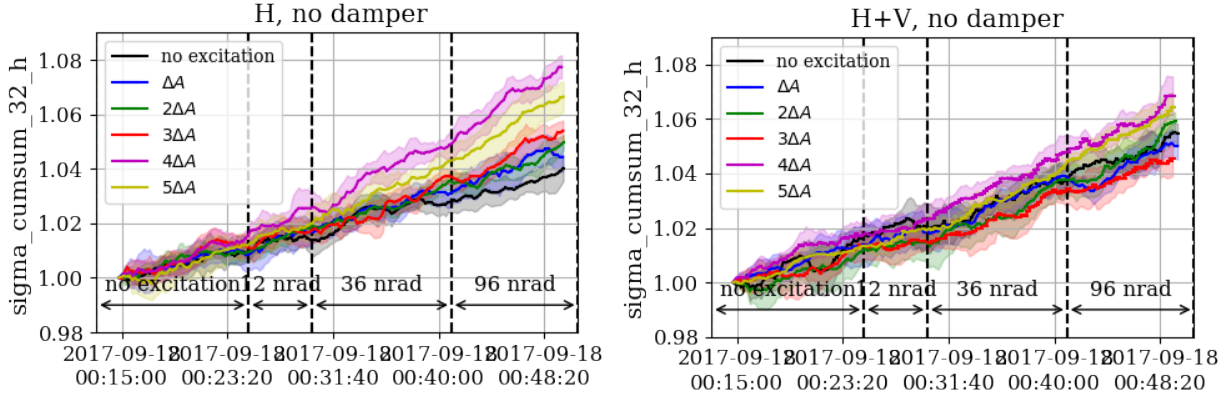 H, no damper
sigma_cumsum_32_h
1.08
1.06
1.04
1.02
1.00
0.98
no excitation
ΔA
2ΔA
3ΔA
4ΔA
5ΔA
no excitation
12 nrad
36 nrad
96 nrad
2017-09-18
00:15:00
2017-09-18
00:23:20
2017-09-18
00:31:40
2017-09-18
00:40:00
2017-09-18
00:48:20
H+V, no damper
sigma_cumsum_32_h
1.08
1.06
1.04
1.02
1.00
0.98
no excitation
ΔA
2ΔA
3ΔA
4ΔA
5ΔA
no excitation
12 nrad
36 nrad
96 nrad
2017-09-18
00:15:00
2017-09-18
00:23:20
2017-09-18
00:31:40
2017-09-18
00:40:00
2017-09-18
00:48:20